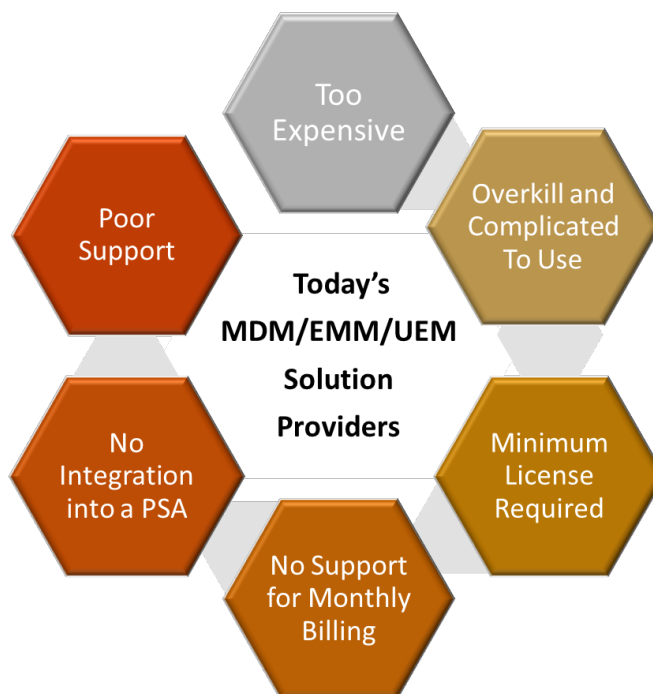 Too
Expensive
Overkill and
Complicated
To Use
Minimum
License
Required
No Support
for Monthly
Billing
No
Integration
into a PSA
Poor
Support
Today’s
MDM/EMM/UEM
Solution
Providers